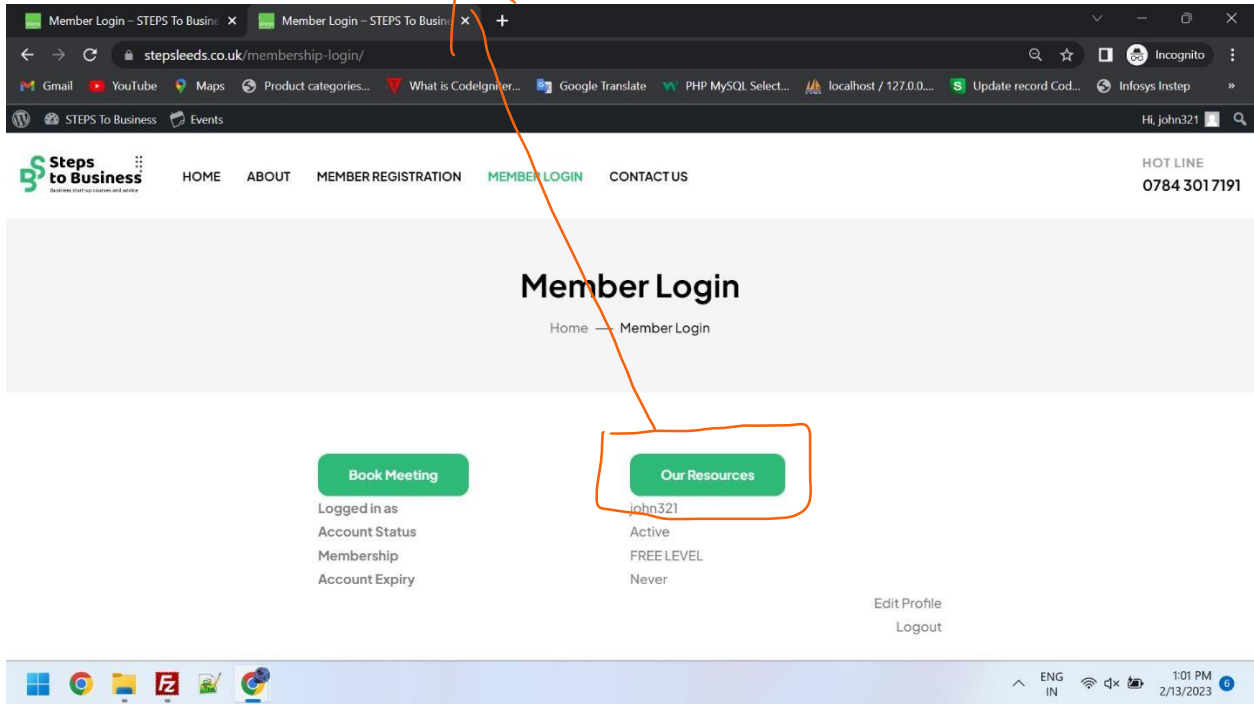 Member Login – STEPS To Busine
Member Login – STEPS To Busine
stepsleeds.co.uk/membership-login/
Incognito
Gmail
YouTube
Maps
Product categories...
What is CodeIgniter...
Google Translate
PHP MySQL Select...
localhost / 127.0.0....
Update record Cod...
Infosys Instep
»
STEPS To Business
Events
Hi, john321
Steps
to Business
Business start-up courses and advice
HOME
ABOUT
MEMBER REGISTRATION
MEMBER LOGIN
CONTACT US
HOT LINE
0784 301 7191
Member Login
Home — Member Login
Book Meeting
Our Resources
Logged in as john321
Account Status Active
Membership FREE LEVEL
Account Expiry Never
Edit Profile
Logout
ENG
IN
1:01 PM
2/13/2023
6